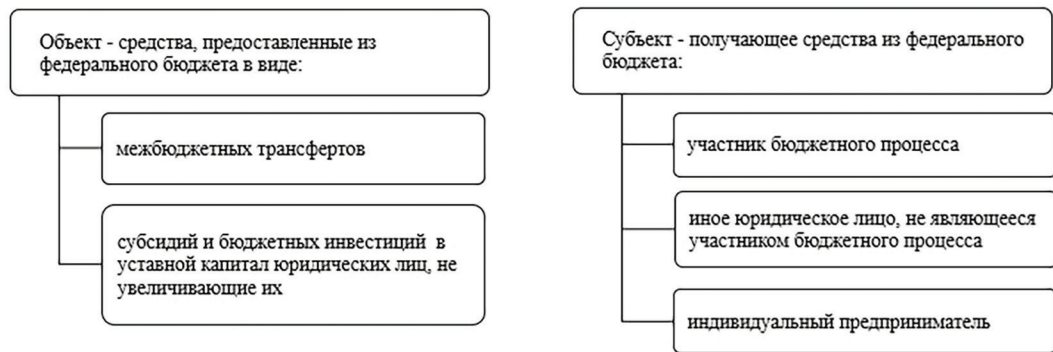 Объект - средства, предоставленные из
федерального бюджета в виде:
межбюджетных трансфертов
субсидий и бюджетных инвестиций в
уставной капитал юридических лиц, не
увеличивающие их
Субъект - получающее средства из федерального
бюджета:
участник бюджетного процесса
иное юридическое лицо, не являющееся
участником бюджетного процесса
индивидуальный предприниматель